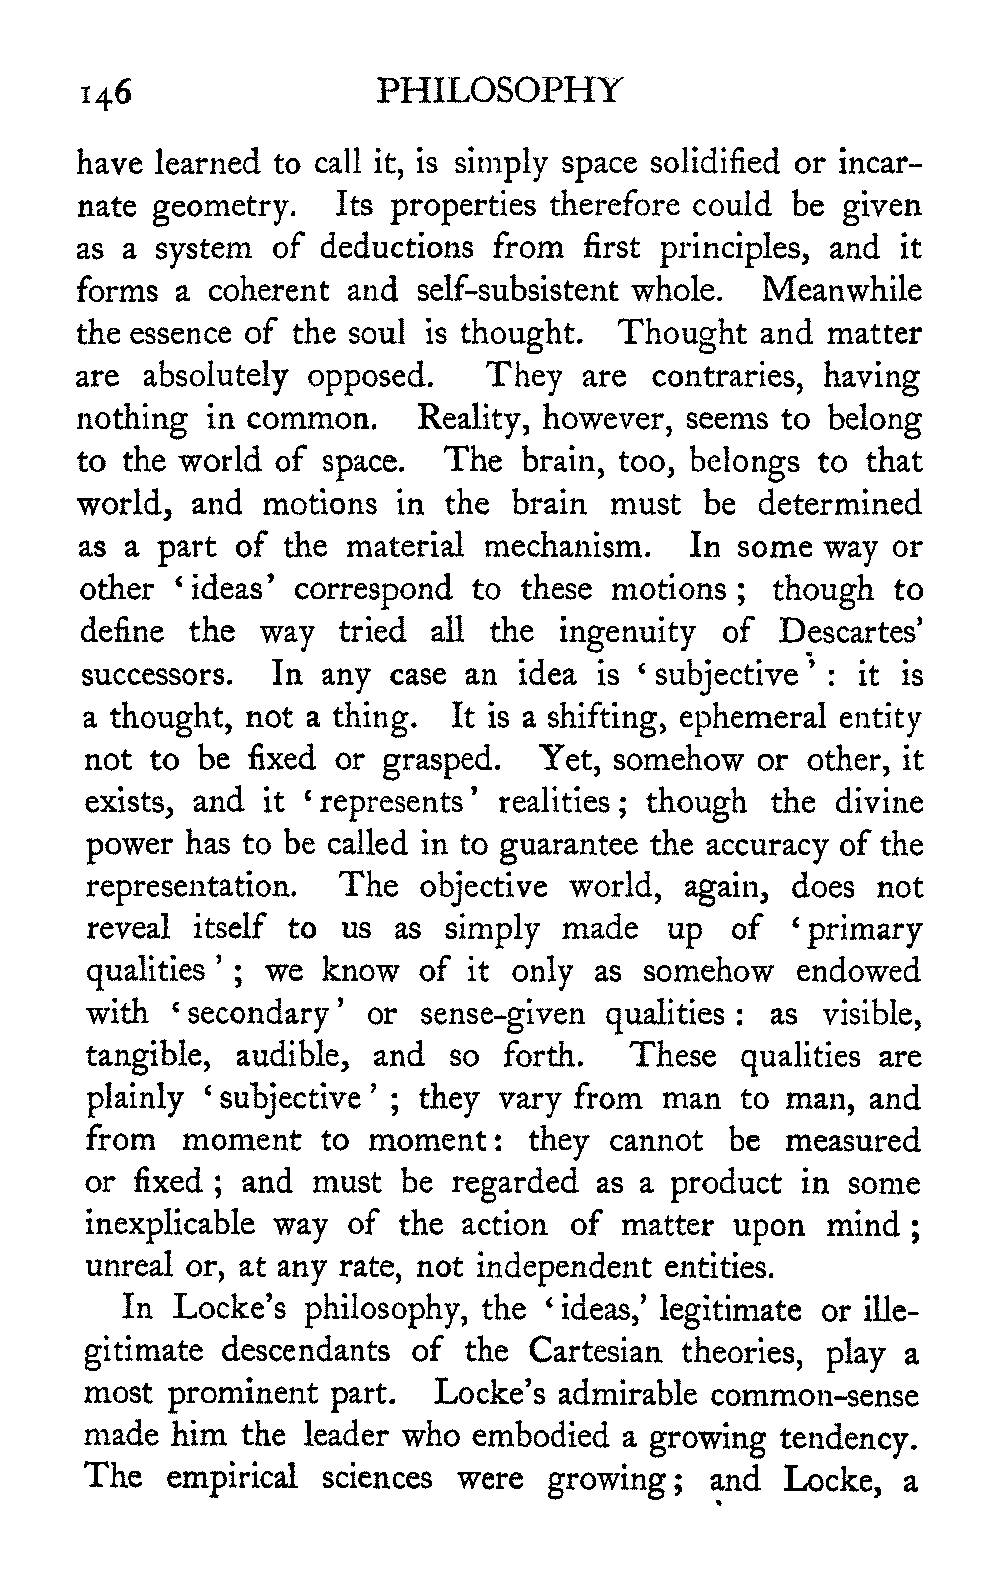 146 PHILOSOPHY
have learned to call it, is simply space solidified or incar-
nate geometry. Its properties therefore could be given
as a system of deductions from first principles, and it
forms a coherent and self-subsistent whole. Meanwhile
the essence of the soul is thought. Thought and matter
are absolutely opposed. They are contraries, having
nothing in common. Reality, however, seems to belong
to the world of space. The brain, too, belongs to that
world, and motions in the brain must be determined
as a part of the material mechanism. In some way or
other ‘ideas’ correspond to these motions; though to
define the way tried all the ingenuity of Descartes’
successors. In any case an idea is ‘subjective’: it is
a thought, not a thing. It is a shifting, ephemeral entity
not to be fixed or grasped. Yet, somehow or other, it
exists, and it ‘represents’ realities; though the divine
power has to be called in to guarantee the accuracy of the
representation. The objective world, again, does not
reveal itself to us as simply made up of ‘primary
qualities’; we know of it only as somehow endowed
with ‘secondary’ or sense-given qualities: as visible,
tangible, audible, and so forth. These qualities are
plainly ‘subjective’; they vary from man to man, and
from moment to moment: they cannot be measured
or fixed; and must be regarded as a product in some
inexplicable way of the action of matter upon mind;
unreal or, at any rate, not independent entities.
In Locke’s philosophy, the ‘ideas,’ legitimate or ille-
gitimate descendants of the Cartesian theories, play a
most prominent part. Locke’s admirable common-sense
made him the leader who embodied a growing tendency.
The empirical sciences were growing; and Locke, a